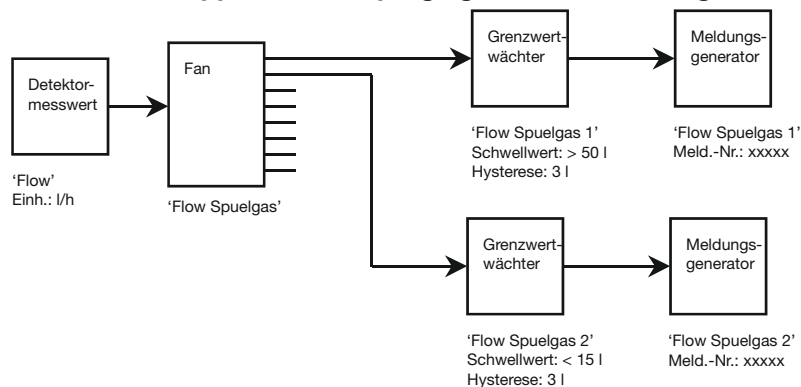 Detektor-
messwert
'Flow'
Einh.: l/h
Fan
'Flow Spuelgas'
Grenzwert-
wächter
'Flow Spuelgas 1'
Schwellwert: > 50 l
Hysterese: 3 l
Meldungs-
generator
'Flow Spuelgas 1'
Meld.-Nr.: xxxxx
Grenzwert-
wächter
'Flow Spuelgas 2'
Schwellwert: < 15 l
Hysterese: 3 l
Meldungs-
generator
'Flow Spuelgas 2'
Meld.-Nr.: xxxxx